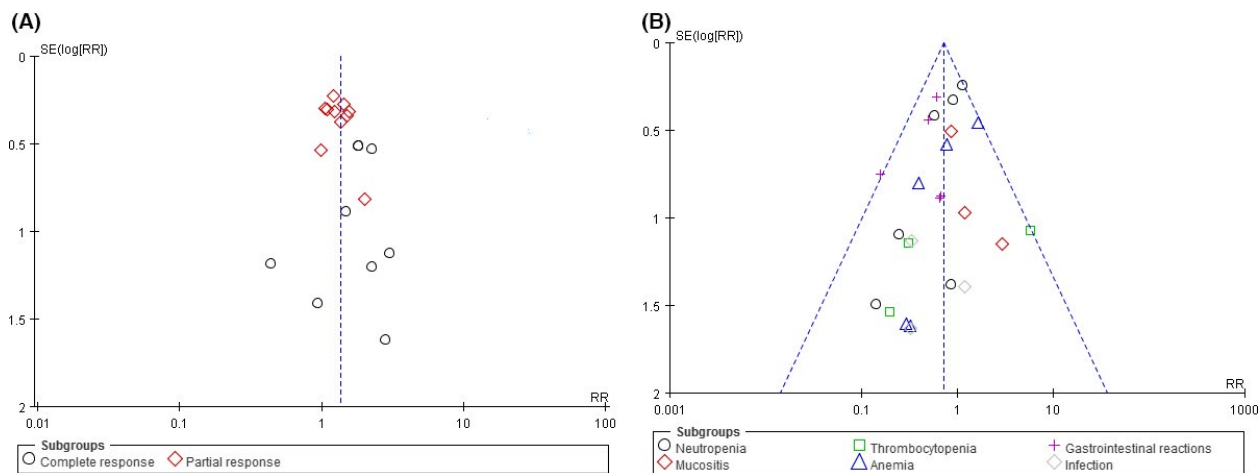 (A)
SE(log[RR])
0
0.5
1
1.5
2
RR
0.01 0.1 1 10 100
Subgroups
Complete response Partial response
(B)
SE(log[RR])
0
0.5
1
1.5
2
RR
0.001 0.1 1 10 1000
Subgroups
Neutropenia Thrombocytopenia Gastrointestinal reactions
Mucositis Anemia Infection